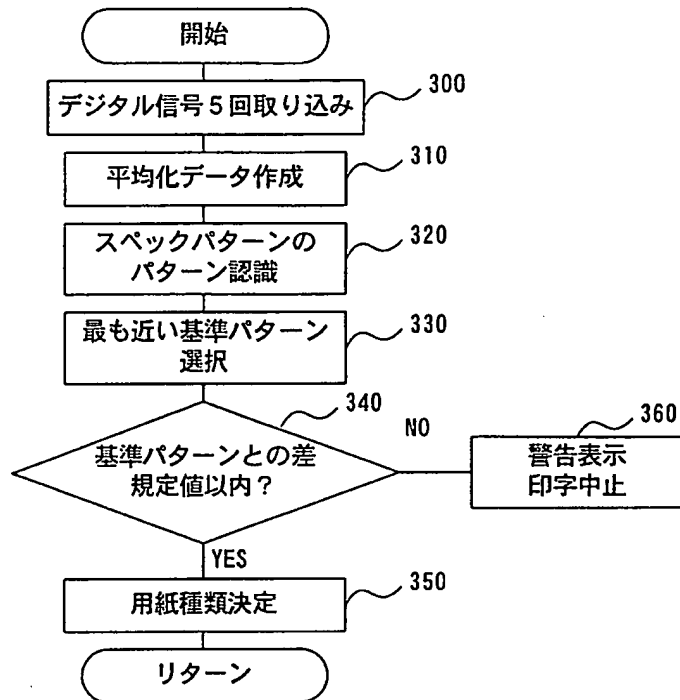 開始
デジタル信号5回取り込み
300
平均化データ作成
310
スペックパターンの
パターン認識
320
最も近い基準パターン
選択
330
340
基準パターンとの差
規定値以内?
NO
360
警告表示
印字中止
YES
用紙種類決定
350
リターン